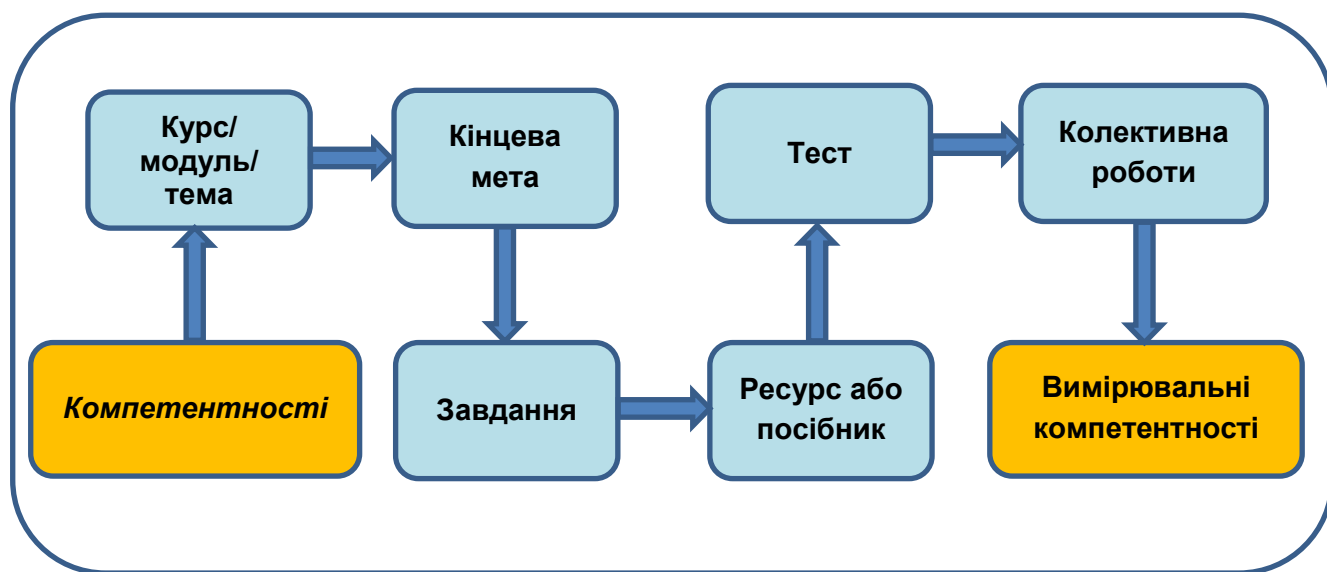 Курс/
модуль/
тема
Кінцева
мета
Тест
Колективна
роботи
Компетентності
Завдання
Ресурс або
посібник
Вимірювальні
компетентності